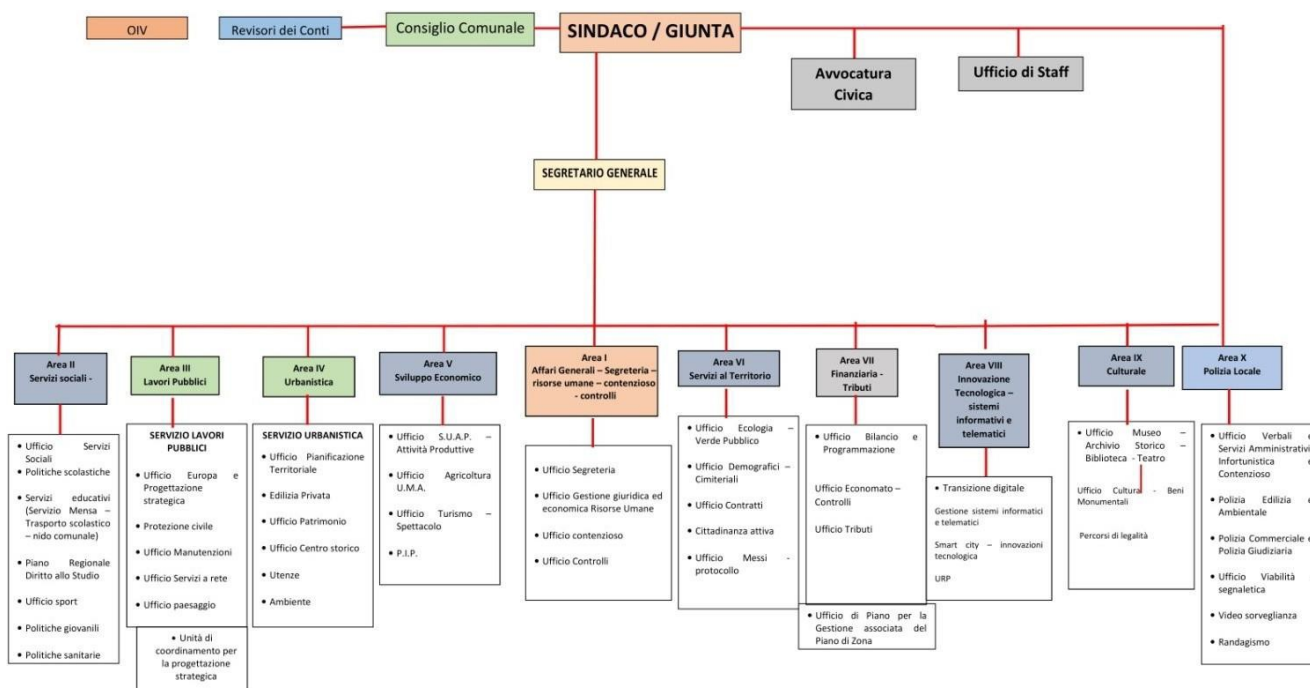 OIV
Revisori dei Conti
Consiglio Comunale
SINDACO / GIUNTA
Avvocatura
Civica
Ufficio di Staff
SEGRETARIO GENERALE
Area II
Servizi sociali -
• Ufficio Servizi
Sociali
• Politiche scolastiche
• Servizi educativi
(Servizio Mensa –
Trasporto scolastico
– nido comunale)
• Piano Regionale
Diritto allo Studio
• Ufficio sport
• Politiche giovanili
• Politiche sanitarie
Area III
Lavori Pubblici
SERVIZIO LAVORI
PUBBLICI
• Ufficio Europa e
Progettazione
strategica
• Protezione civile
• Ufficio Manutenzioni
• Ufficio Servizi a rete
• Ufficio paesaggio
• Unità di
coordinamento per
la progettazione
strategica
Area IV
Urbanistica
SERVIZIO URBANISTICA
• Ufficio Pianificazione
Territoriale
• Edilizia Privata
• Ufficio Patrimonio
• Ufficio Centro storico
• Utenze
• Ambiente
Area V
Sviluppo Economico
• Ufficio S.U.A.P. –
Attività Produttive
• Ufficio Agricoltura
U.M.A.
• Ufficio Turismo –
Spettacolo
• P.I.P.
Area I
Affari Generali – Segreteria –
risorse umane – contenzioso
- controlli
• Ufficio Segreteria
• Ufficio Gestione giuridica ed
economica Risorse Umane
• Ufficio contenzioso
• Ufficio Controlli
Area VI
Servizi al Territorio
• Ufficio Ecologia –
Verde Pubblico
• Ufficio Demografici –
Cimiteriali
• Ufficio Contratti
• Cittadinanza attiva
• Ufficio Messi -
protocollo
Area VII
Finanziaria -
Tributi
• Ufficio Bilancio e
Programmazione
Ufficio Economato –
Controlli
Ufficio Tributi
• Ufficio di Piano per la
Gestione associata del
Piano di Zona
Area VIII
Innovazione
Tecnologica –
sistemi
informativi e
telematici
• Transizione digitale
Gestione sistemi informatici e
telematici
Smart city – innovazioni
tecnologica
URP
Area IX
Culturale
• Ufficio Museo –
Archivio Storico –
Biblioteca - Teatro
Ufficio Cultura - Beni
Monumentali
Percorsi di legalità
Area X
Polizia Locale
• Ufficio Verbali e
Servizi Amministrativi
Infortunistica e
Contenzioso
• Polizia Edilizia e
Ambientale
• Polizia Commerciale e
Polizia Giudiziaria
• Ufficio Viabilità
segnaletica
• Video sorveglianza
• Randagismo